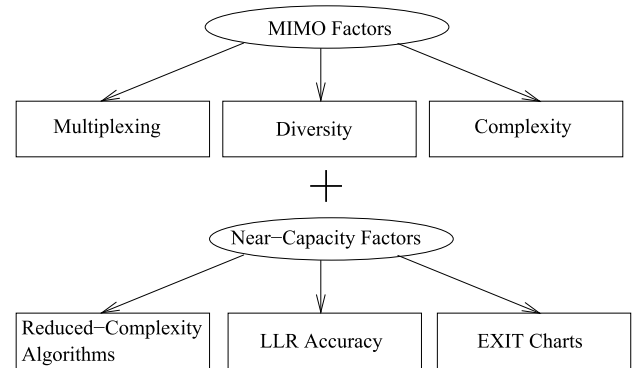 MIMO Factors
Multiplexing
Diversity
Complexity
+
Near−Capacity Factors
Reduced−Complexity
Algorithms
LLR Accuracy
EXIT Charts